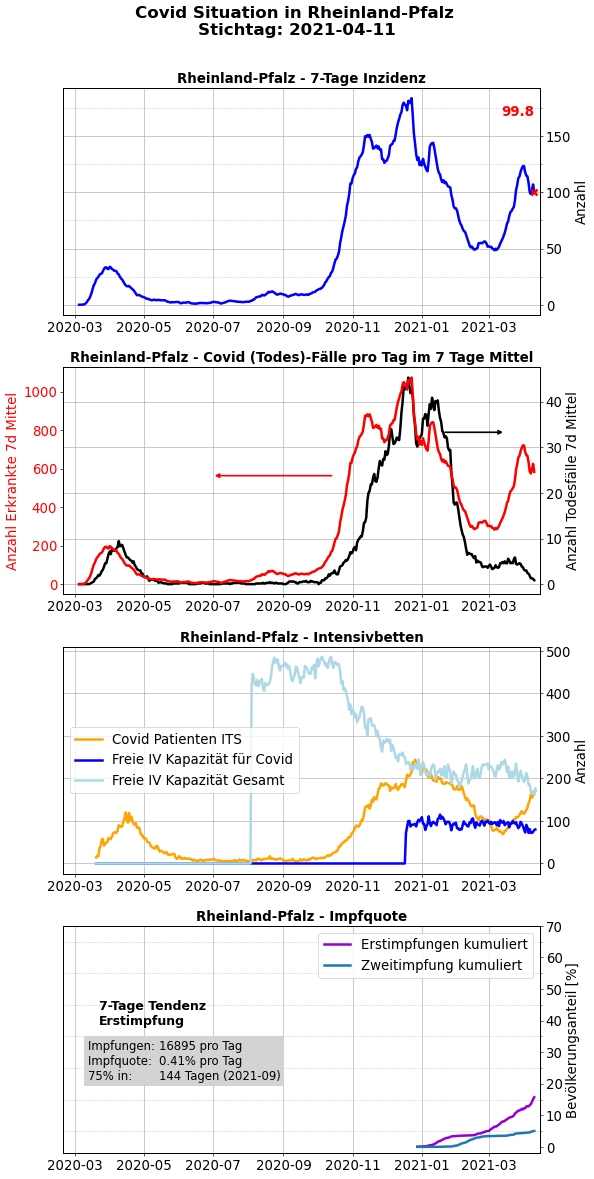 Covid Situation in Rheinland-Pfalz
Stichtag: 2021-04-11
Rheinland-Pfalz - 7-Tage Inzidenz
99.8
150
100
50
0
Anzahl
2020-03 2020-05 2020-07 2020-09 2020-11 2021-01 2021-03
Rheinland-Pfalz - Covid (Todes)-Fälle pro Tag im 7 Tage Mittel
Anzahl Erkrankte 7d Mittel
1000
800
600
400
200
0
40
30
20
10
0
Anzahl Todesfälle 7d Mittel
2020-03 2020-05 2020-07 2020-09 2020-11 2021-01 2021-03
Rheinland-Pfalz - Intensivbetten
Covid Patienten ITS
Freie IV Kapazität für Covid
Freie IV Kapazität Gesamt
500
400
300
200
100
0
Anzahl
2020-03 2020-05 2020-07 2020-09 2020-11 2021-01 2021-03
Rheinland-Pfalz - Impfquote
Erstimpfungen kumuliert
Zweitimpfung kumuliert
7-Tage Tendenz
Erstimpfung
Impfungen: 16895 pro Tag
Impfquote: 0.41% pro Tag
75% in: 144 Tagen (2021-09)
70
60
50
40
30
20
10
0
Bevölkerungsanteil [%]
2020-03 2020-05 2020-07 2020-09 2020-11 2021-01 2021-03